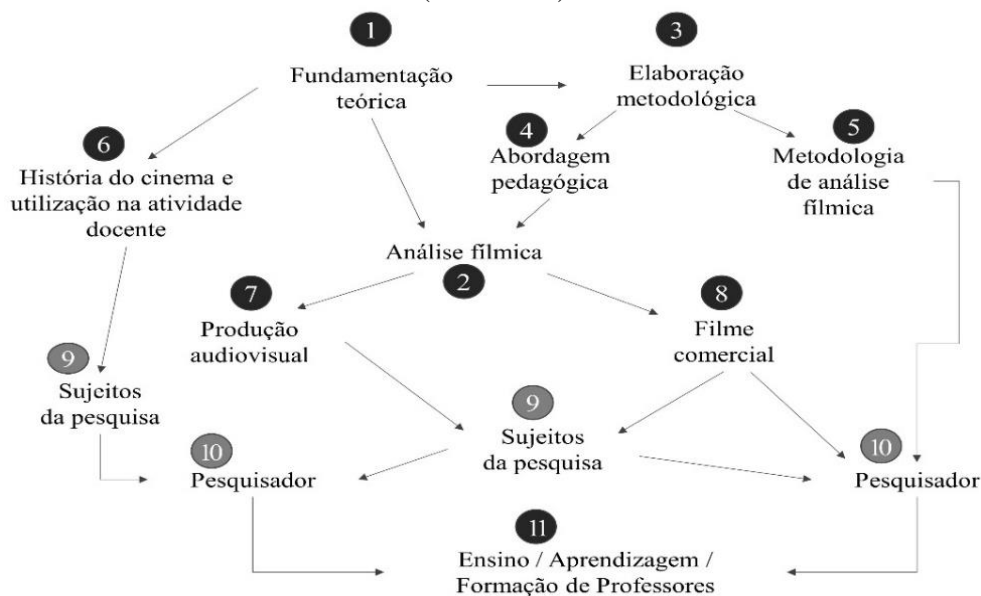 1
Fundamentação
teórica
3
Elaboração
metodológica
6
História do cinema e
utilização na atividade
docente
4
Abordagem
pedagógica
5
Metodologia
de análise
fílmica
Análise fílmica
2
7
Produção
audiovisual
8
Filme
comercial
9
Sujeitos
da pesquisa
9
Sujeitos
da pesquisa
10
Pesquisador
10
Pesquisador
11
Ensino / Aprendizagem /
Formação de Professores